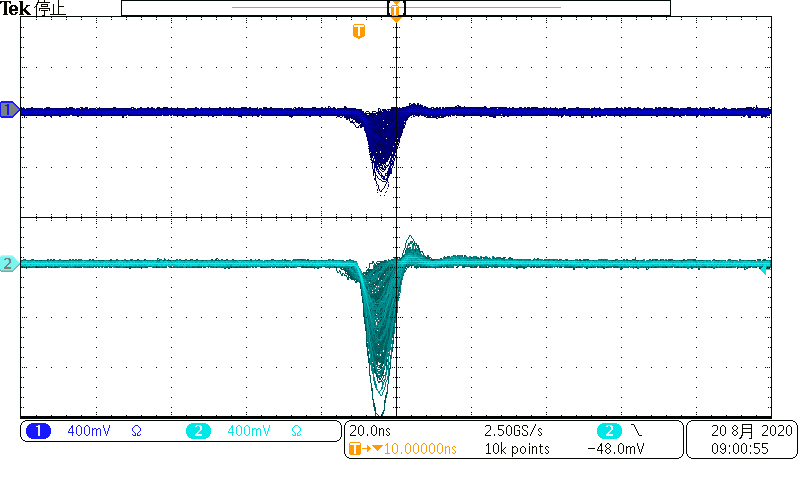 Tek 停止
T
T
1
2
1 400mV Ω 2 400mV Ω
20.0ns 2.50GS/s 2
T→▼10.00000ns 10k points −48.0mV
20 8月 2020
09:00:55